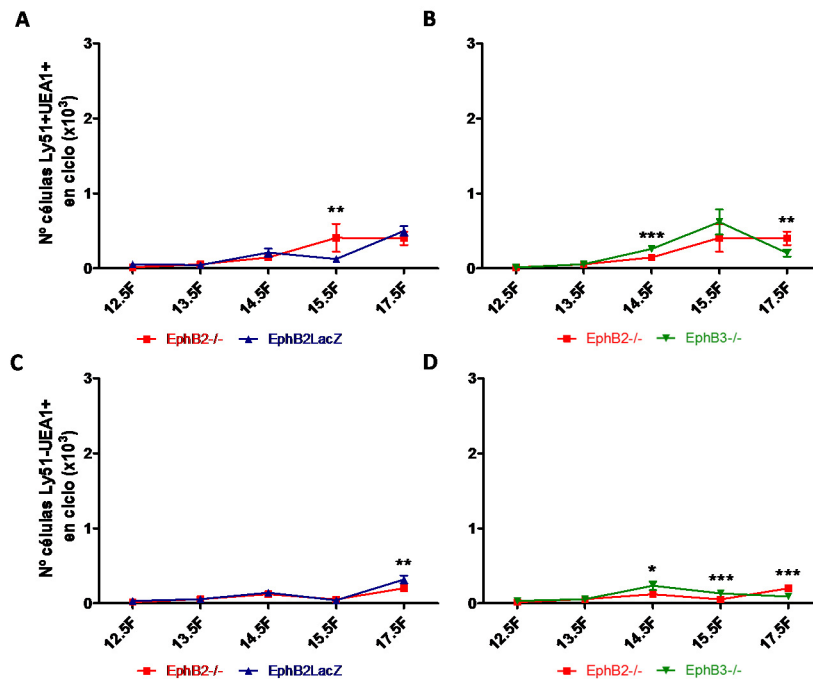 A
Nº células Ly51+UEA1+
en ciclo (x10³)
3
2
1
0
**
12.5F
13.5F
14.5F
15.5F
17.5F
EphB2-/-
EphB2LacZ
B
3
2
1
0
***
**
12.5F
13.5F
14.5F
15.5F
17.5F
EphB2-/-
EphB3-/-
C
Nº células Ly51-UEA1+
en ciclo (x10³)
3
2
1
0
**
12.5F
13.5F
14.5F
15.5F
17.5F
EphB2-/-
EphB2LacZ
D
3
2
1
0
*
***
***
12.5F
13.5F
14.5F
15.5F
17.5F
EphB2-/-
EphB3-/-